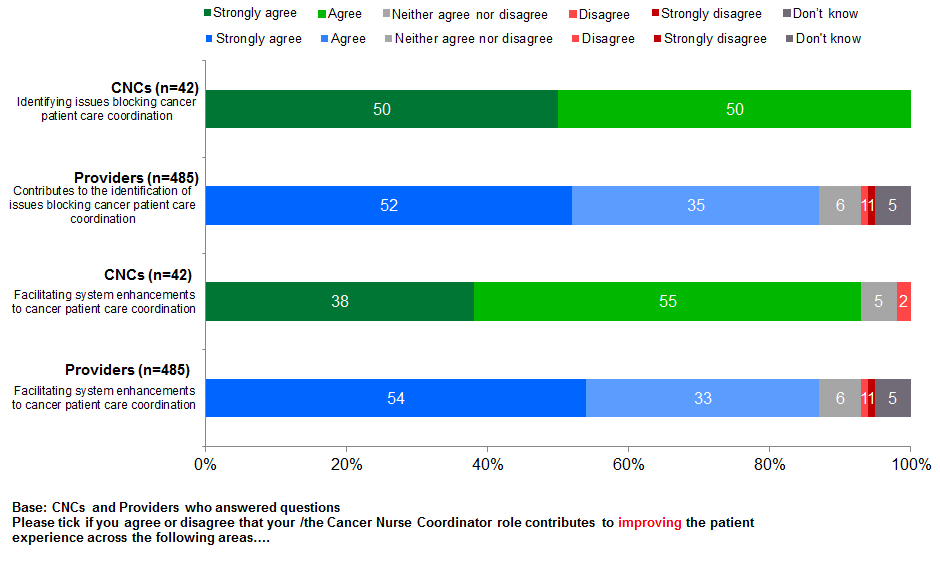 Strongly agree Agree Neither agree nor disagree Disagree Strongly disagree Don't know
Strongly agree Agree Neither agree nor disagree Disagree Strongly disagree Don't know
CNCs (n=42)
Identifying issues blocking cancer
patient care coordination
50 50
Providers (n=485)
Contributes to the identification of
issues blocking cancer patient care
coordination
52 35 6 1 1 5
CNCs (n=42)
Facilitating system enhancements
to cancer patient care coordination
38 55 5 2
Providers (n=485)
Facilitating system enhancements
to cancer patient care coordination
54 33 6 1 1 5
0% 20% 40% 60% 80% 100%
Base: CNCs and Providers who answered questions
Please tick if you agree or disagree that your /the Cancer Nurse Coordinator role contributes to improving the patient
experience across the following areas....